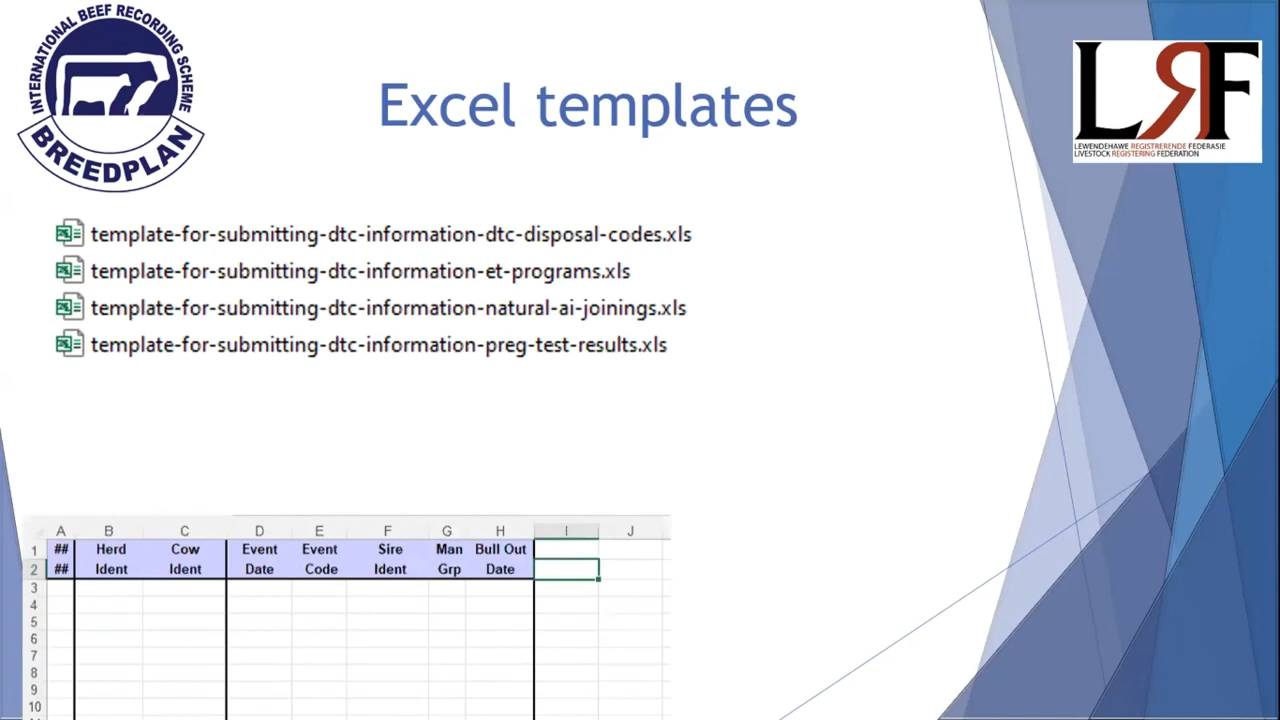 INTERNATIONAL BEEF RECORDING SCHEME
BREEDPLAN
Excel templates
LRF
LEWENDEHAWE REGISTRERENDE FEDERASIE
LIVESTOCK REGISTERING FEDERATION
template-for-submitting-dtc-information-dtc-disposal-codes.xls
template-for-submitting-dtc-information-et-programs.xls
template-for-submitting-dtc-information-natural-ai-joinings.xls
template-for-submitting-dtc-information-preg-test-results.xls
A B C D E F G H I J
1 ## Herd Cow Event Event Sire Man Bull Out
2 ## Ident Ident Date Code Ident Grp Date
3
4
5
6
7
8
9
10